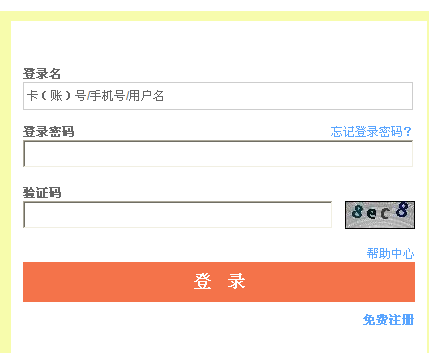 登录名
卡（账）号/手机号/用户名
登录密码 忘记登录密码？
验证码
8ec8
帮助中心
登 录
免费注册